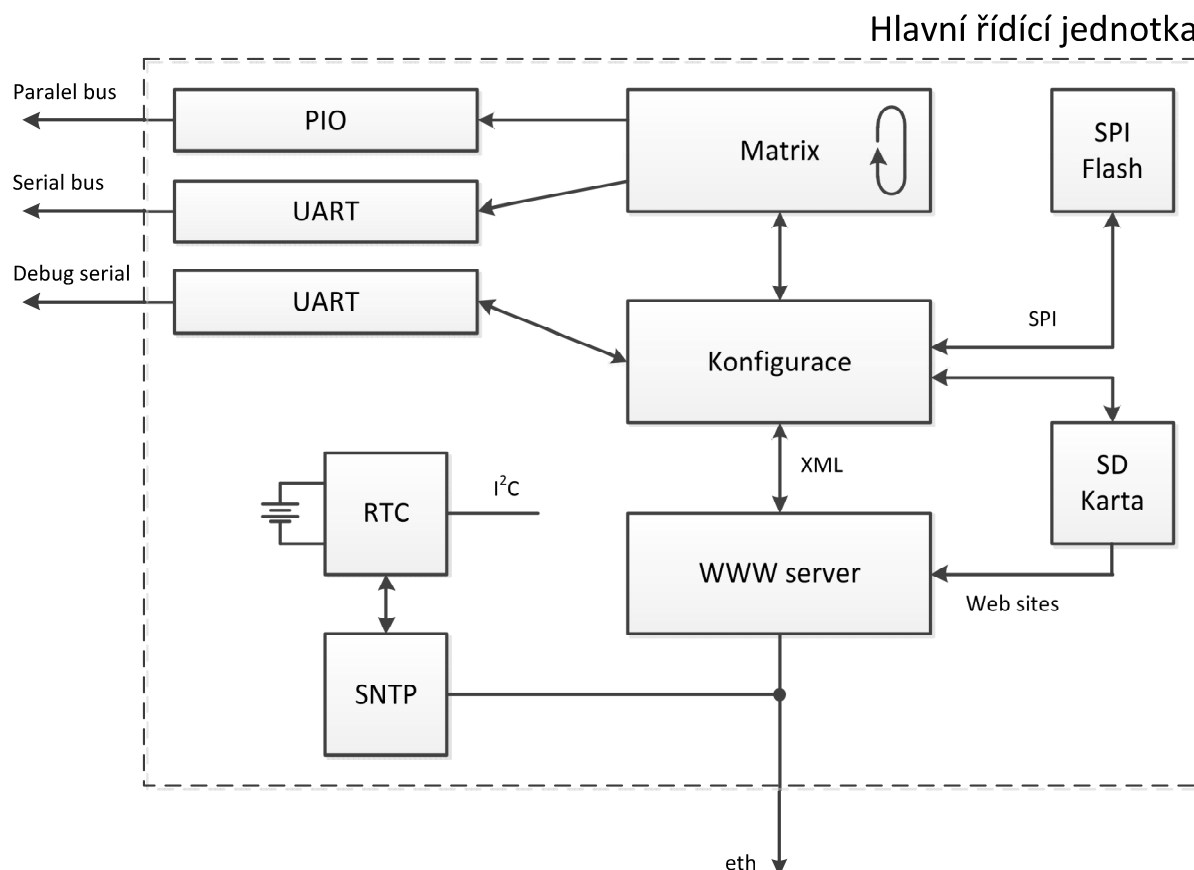 Hlavní řídící jednotka
Paralel bus
PIO
Matrix
SPI
Flash
Serial bus
UART
Debug serial
UART
SPI
Konfigurace
XML
SD
Karta
I²C
RTC
WWW server
Web sites
SNTP
eth